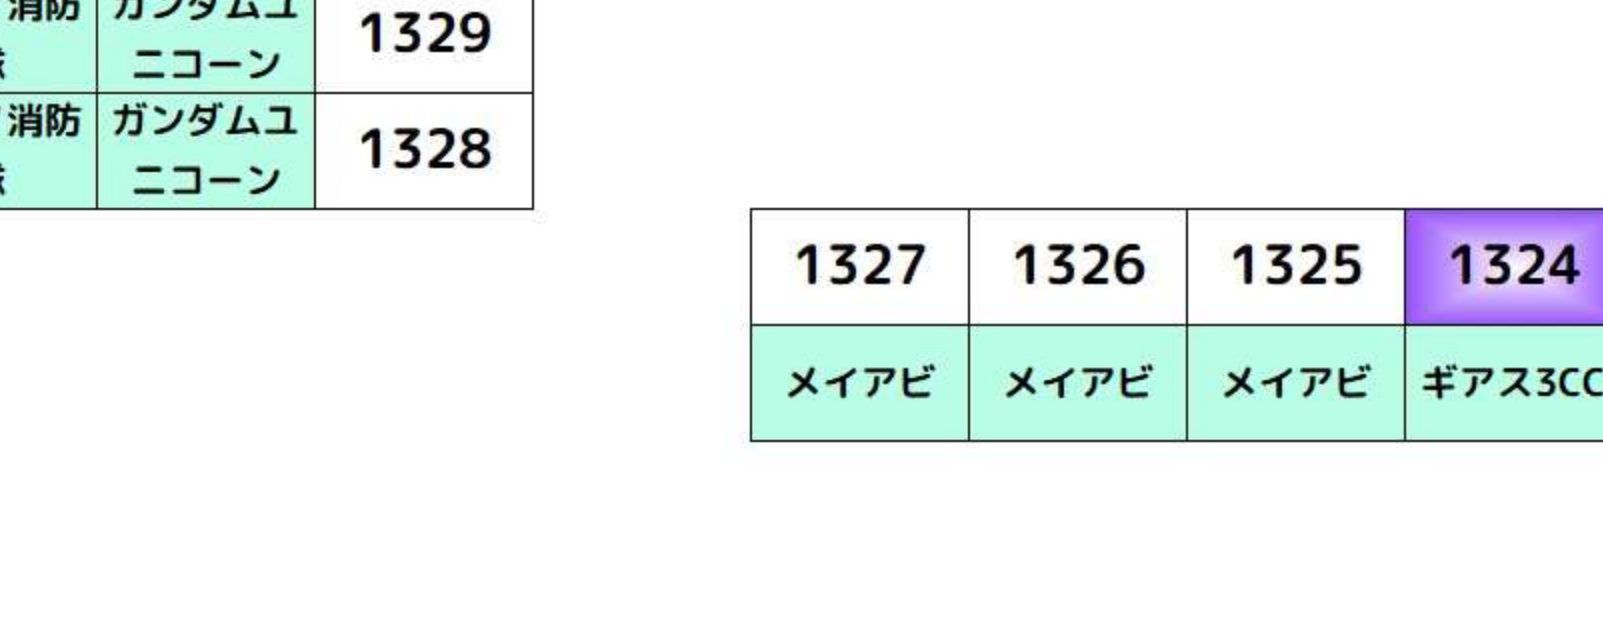 消防
ガンダムユ
ニコーン
1329
消防
ガンダムユ
ニコーン
1328
1327
1326
1325
1324
メイアビ
メイアビ
メイアビ
ギアス3CC